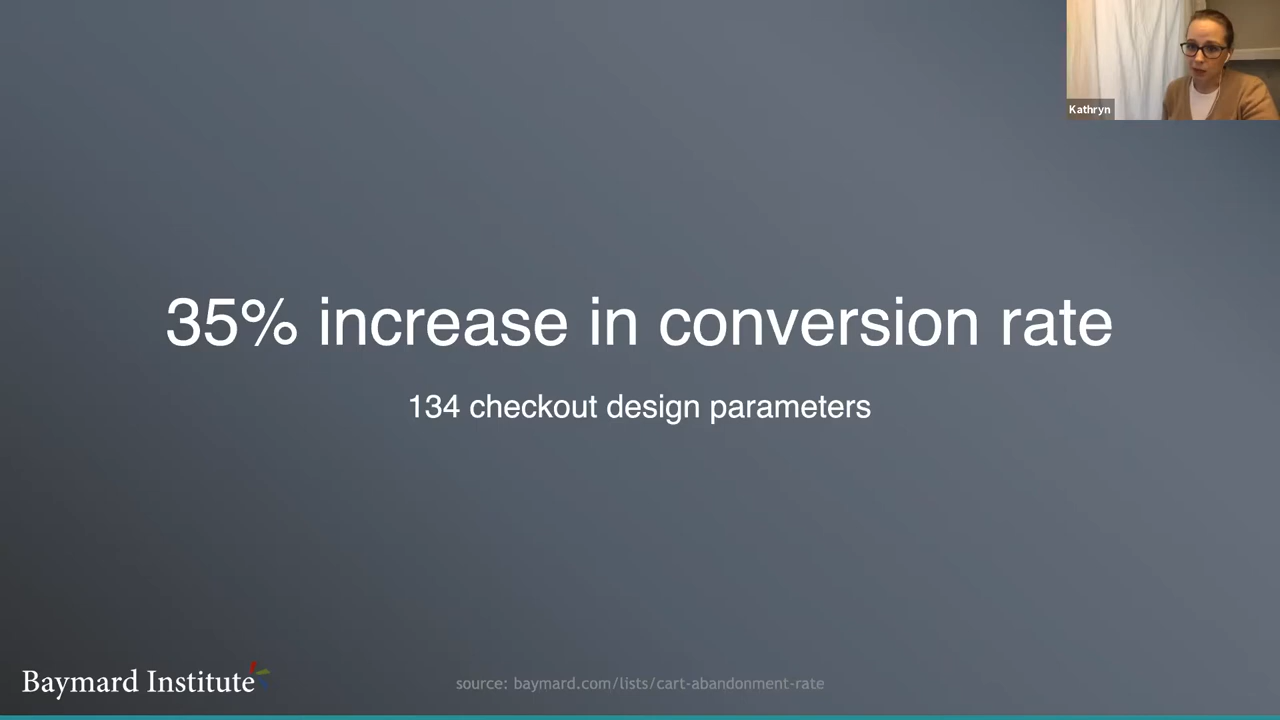 Kathryn
35% increase in conversion rate
134 checkout design parameters
Baymard Institute
source: baymard.com/lists/cart-abandonment-rate